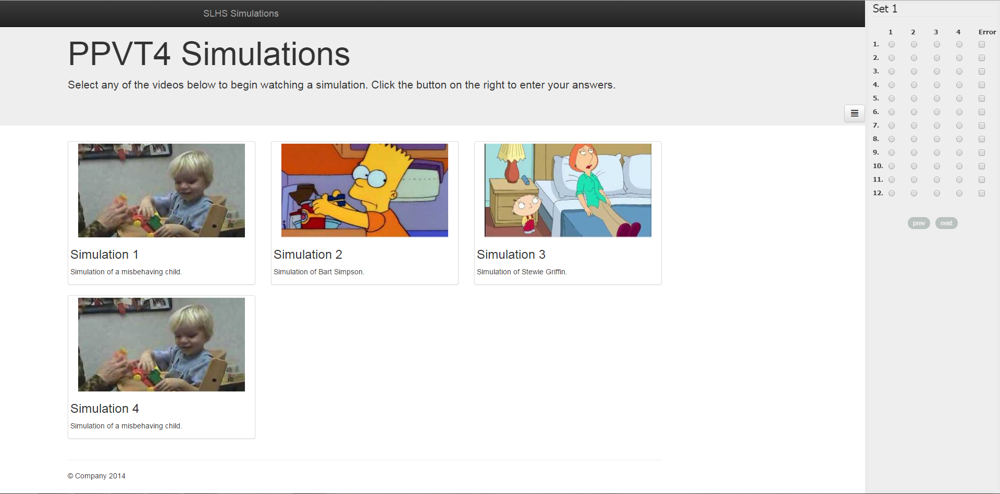 SLHS Simulations
PPVT4 Simulations
Select any of the videos below to begin watching a simulation. Click the button on the right to enter your answers.
Simulation 1
Simulation of a misbehaving child.
Simulation 2
Simulation of Bart Simpson.
Simulation 3
Simulation of Stewie Griffin.
Simulation 4
Simulation of a misbehaving child.
© Company 2014
Set 1
1 2 3 4 Error
1.
2.
3.
4.
5.
6.
7.
8.
9.
10.
11.
12.
prev next